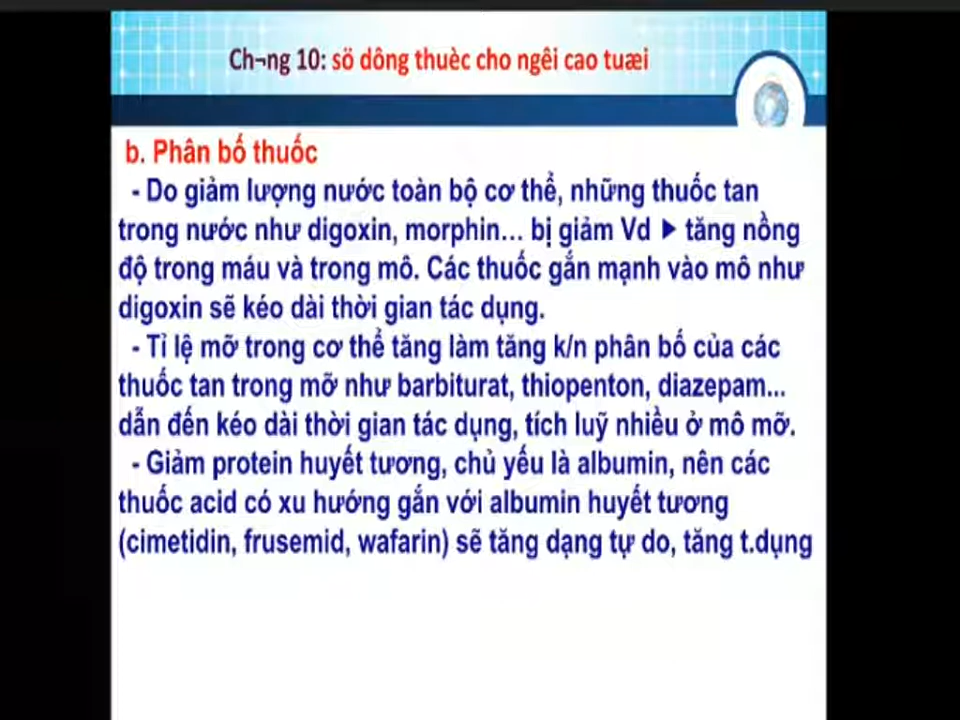 Ch¬ng 10: sö dông thuèc cho ngêi cao tuæi
b. Phân bố thuốc
- Do giảm lượng nước toàn bộ cơ thể, những thuốc tan
trong nước như digoxin, morphin... bị giảm Vd ▶ tăng nồng
độ trong máu và trong mô. Các thuốc gắn mạnh vào mô như
digoxin sẽ kéo dài thời gian tác dụng.
- Tỉ lệ mỡ trong cơ thể tăng làm tăng k/n phân bố của các
thuốc tan trong mỡ như barbiturat, thiopenton, diazepam...
dẫn đến kéo dài thời gian tác dụng, tích luỹ nhiều ở mô mỡ.
- Giảm protein huyết tương, chủ yếu là albumin, nên các
thuốc acid có xu hướng gắn với albumin huyết tương
(cimetidin, frusemid, wafarin) sẽ tăng dạng tự do, tăng t.dụng